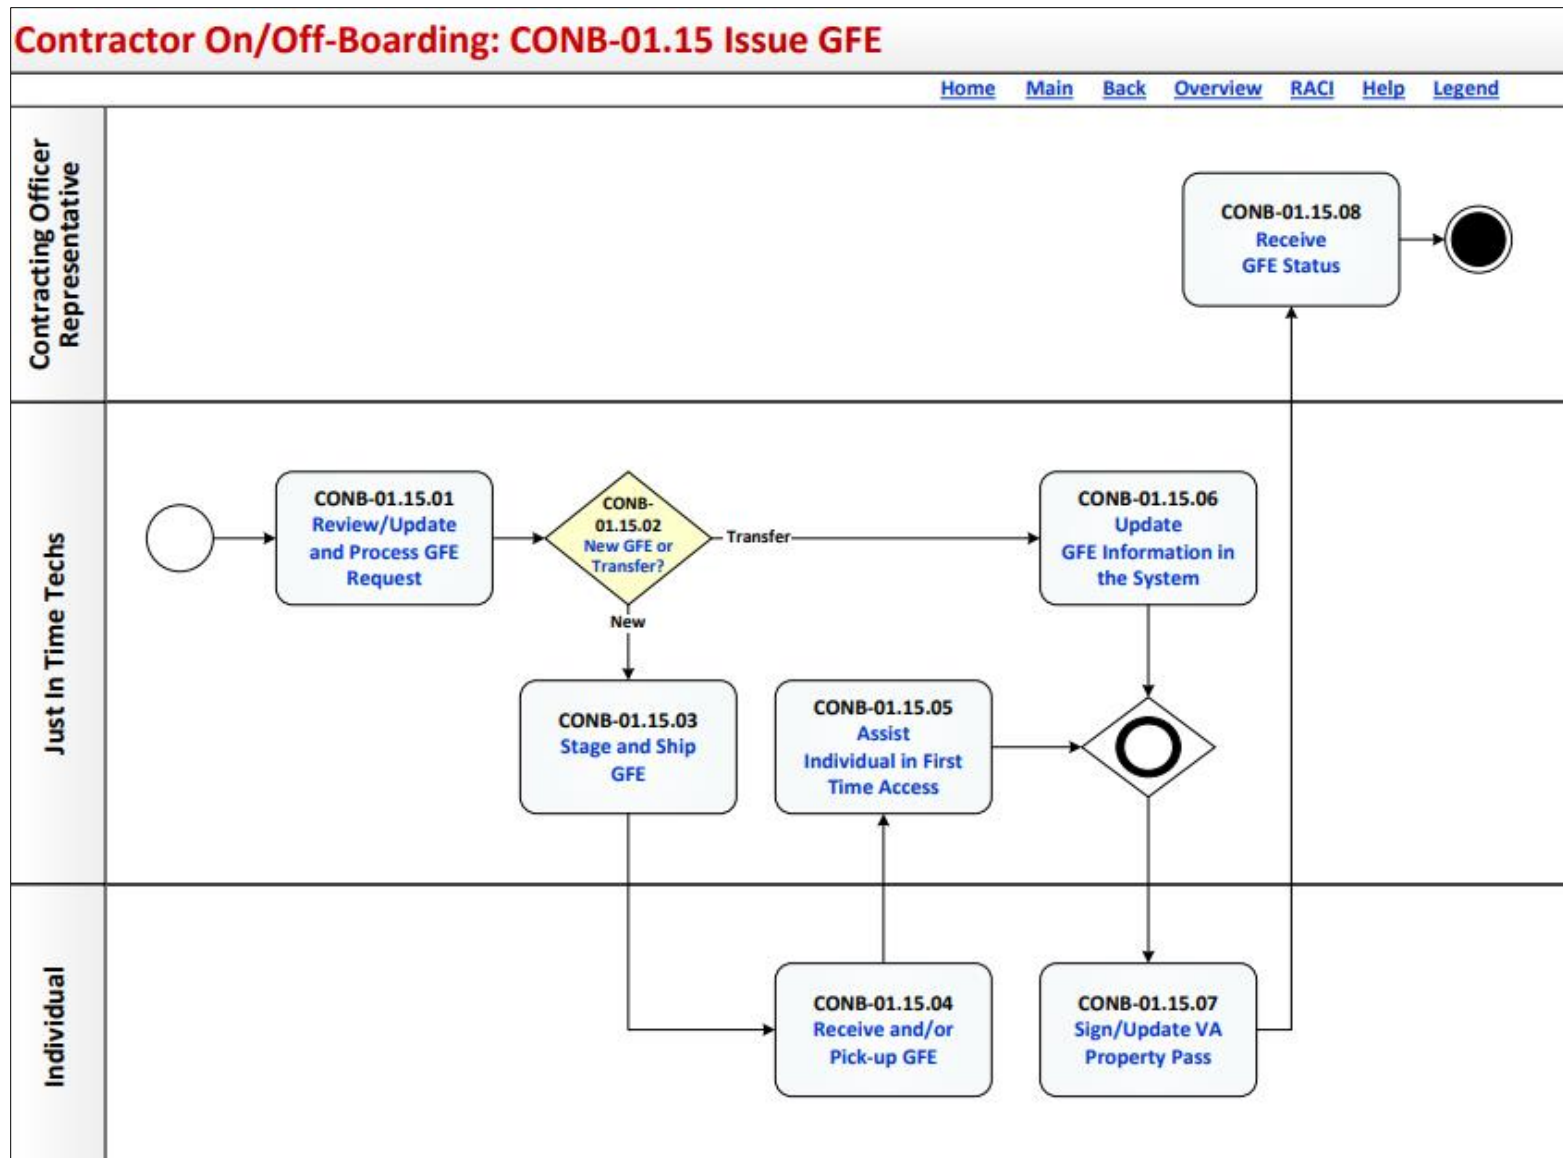 Contractor On/Off-Boarding: CONB-01.15 Issue GFE
Home Main Back Overview RACI Help Legend
Contracting Officer
Representative
CONB-01.15.08
Receive
GFE Status
Just In Time Techs
CONB-01.15.01
Review/Update
and Process GFE
Request
CONB-
01.15.02
New GFE or
Transfer?
Transfer
New
CONB-01.15.06
Update
GFE Information in
the System
CONB-01.15.03
Stage and Ship
GFE
CONB-01.15.05
Assist
Individual in First
Time Access
Individual
CONB-01.15.04
Receive and/or
Pick-up GFE
CONB-01.15.07
Sign/Update VA
Property Pass